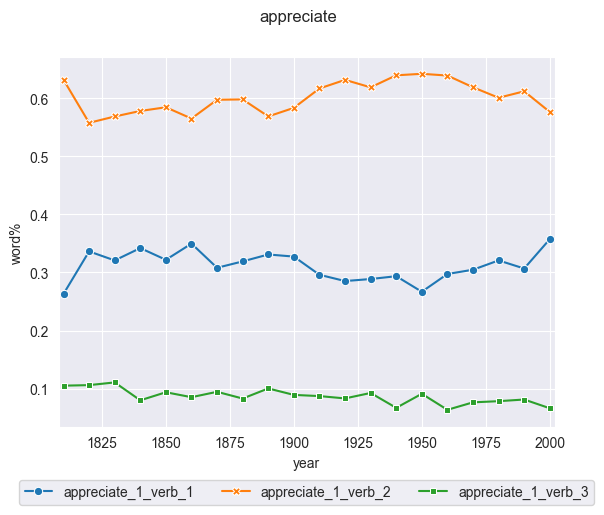 appreciate
0.6
0.5
0.4
0.3
0.2
0.1
word%
1825 1850 1875 1900 1925 1950 1975 2000
year
appreciate_1_verb_1 appreciate_1_verb_2 appreciate_1_verb_3